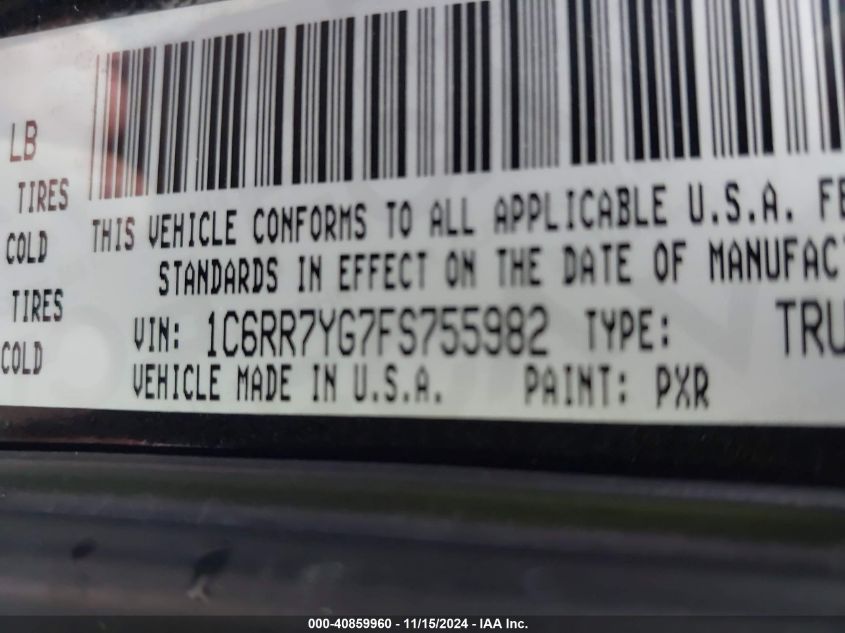 LB
TIRES
COLD
TIRES
COLD
THIS VEHICLE CONFORMS TO ALL APPLICABLE U.S.A. FE
STANDARDS IN EFFECT ON THE DATE OF MANUFAC
VIN: 1C6RR7YG7FS755982 TYPE: TRU
VEHICLE MADE IN U.S.A. PAINT: PXR
000-40859960 - 11/15/2024 - IAA Inc.